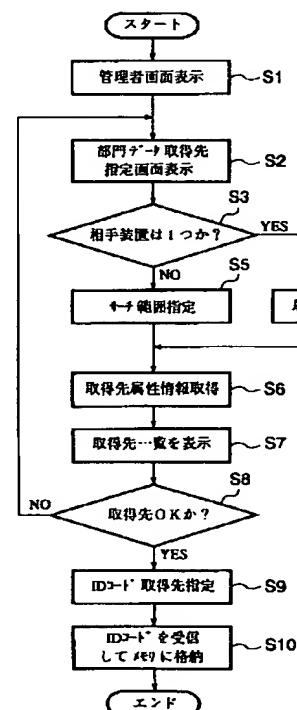 スタート
管理者画面表示
S1
部門データ取得先
指定画面表示
S2
S3
相手装置は1つか?
YES
NO
S5
サーチ範囲指定
取得先属性情報取得
S6
取得先一覧を表示
S7
S8
NO
取得先OKか?
YES
IDコード取得先指定
S9
IDコードを受信
してメモリに格納
S10
エンド